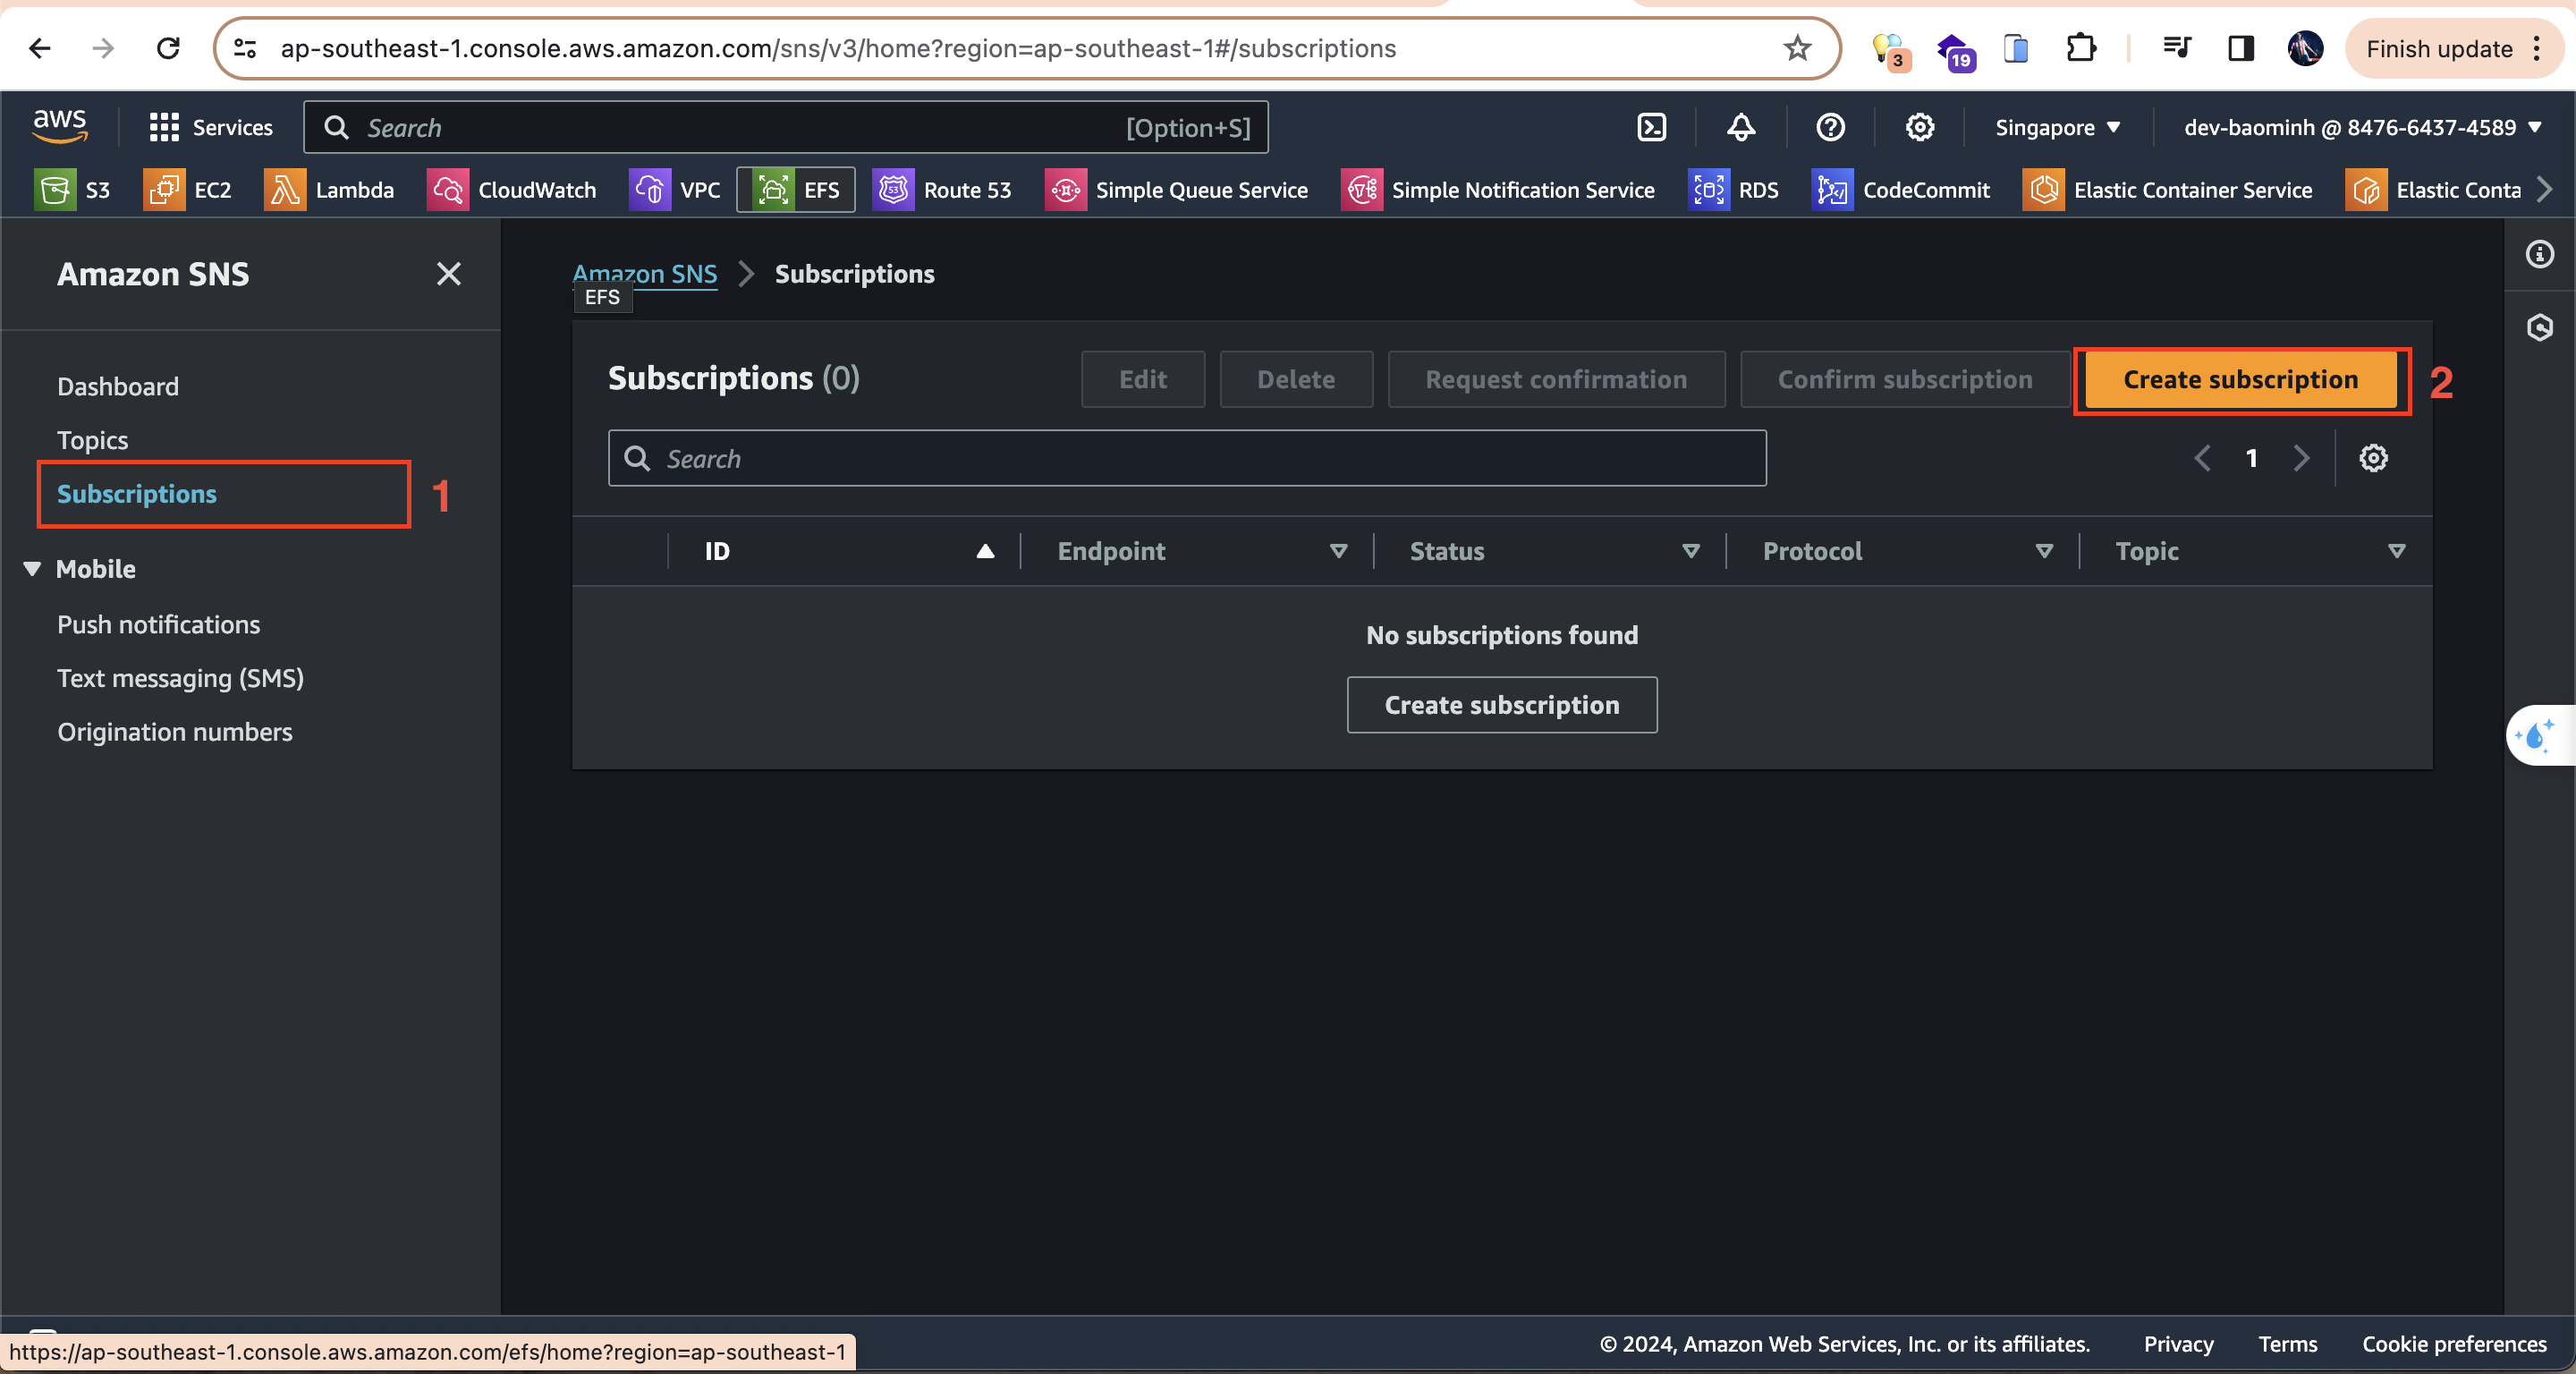 ap-southeast-1.console.aws.amazon.com/sns/v3/home?region=ap-southeast-1#/subscriptions
3
19
Finish update
aws
Services
Search
[Option+S]
Singapore
dev-baominh @ 8476-6437-4589
S3
EC2
Lambda
CloudWatch
VPC
EFS
53
Route 53
Simple Queue Service
Simple Notification Service
RDS
CodeCommit
Elastic Container Service
Elastic Conta
Amazon SNS
Dashboard
Topics
Subscriptions
1
Mobile
Push notifications
Text messaging (SMS)
Origination numbers
Amazon SNS
Subscriptions
EFS
Subscriptions (0)
Edit
Delete
Request confirmation
Confirm subscription
Create subscription
2
Search
1
ID
Endpoint
Status
Protocol
Topic
No subscriptions found
Create subscription
https://ap-southeast-1.console.aws.amazon.com/efs/home?region=ap-southeast-1
© 2024, Amazon Web Services, Inc. or its affiliates.
Privacy
Terms
Cookie preferences